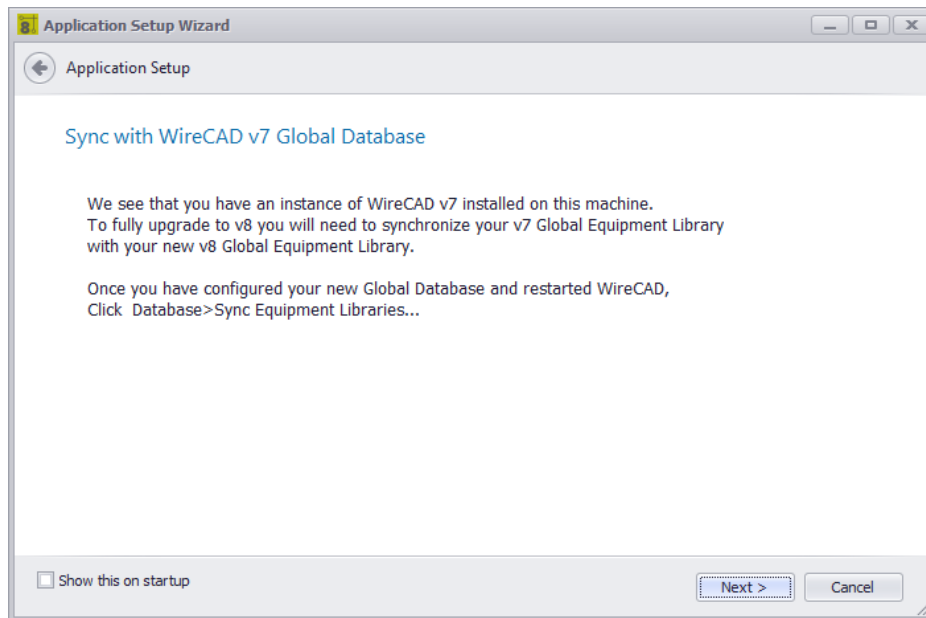 8 Application Setup Wizard
Application Setup
Sync with WireCAD v7 Global Database
We see that you have an instance of WireCAD v7 installed on this machine.
To fully upgrade to v8 you will need to synchronize your v7 Global Equipment Library
with your new v8 Global Equipment Library.
Once you have configured your new Global Database and restarted WireCAD,
Click  Database>Sync Equipment Libraries...
Show this on startup
Next >
Cancel